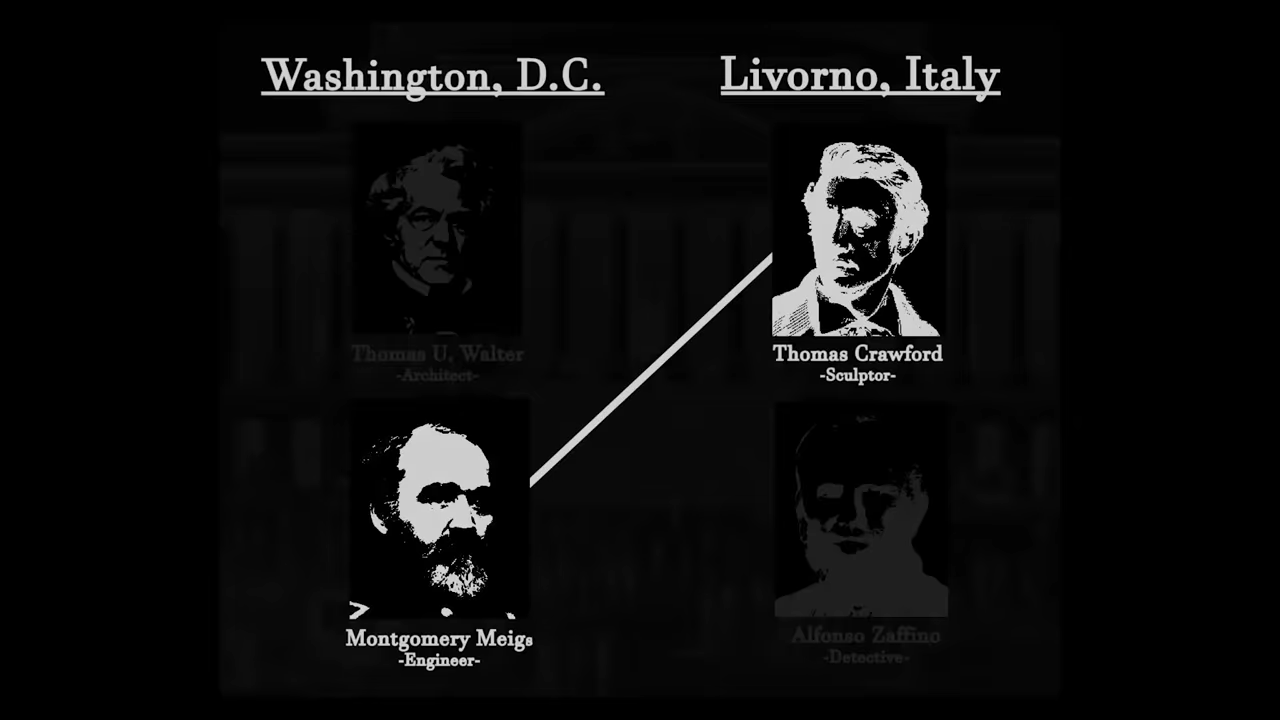 Washington, D.C.
Livorno, Italy
Thomas U. Walter
-Architect-
Thomas Crawford
-Sculptor-
Montgomery Meigs
-Engineer-
Alfonso Zaffino
-Detective-